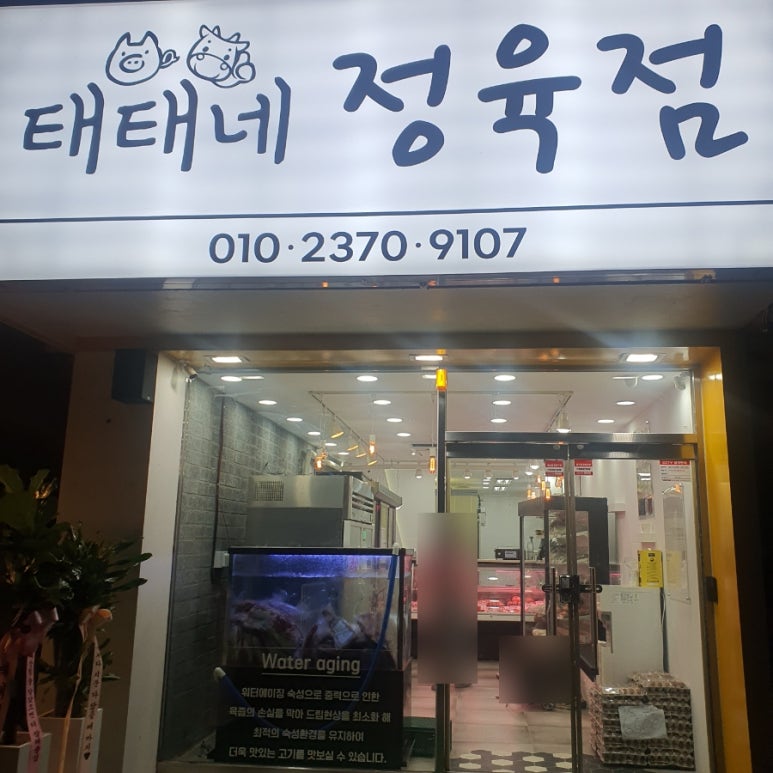 태태네 정육점
010·2370·9107
Water aging
워터에이징 숙성으로 중력으로 인한
육즙의 손실을 막아 드립현상을 최소화 해
최적의 숙성환경을 유지하여
더욱 맛있는 고기를 맛보실 수 있습니다.